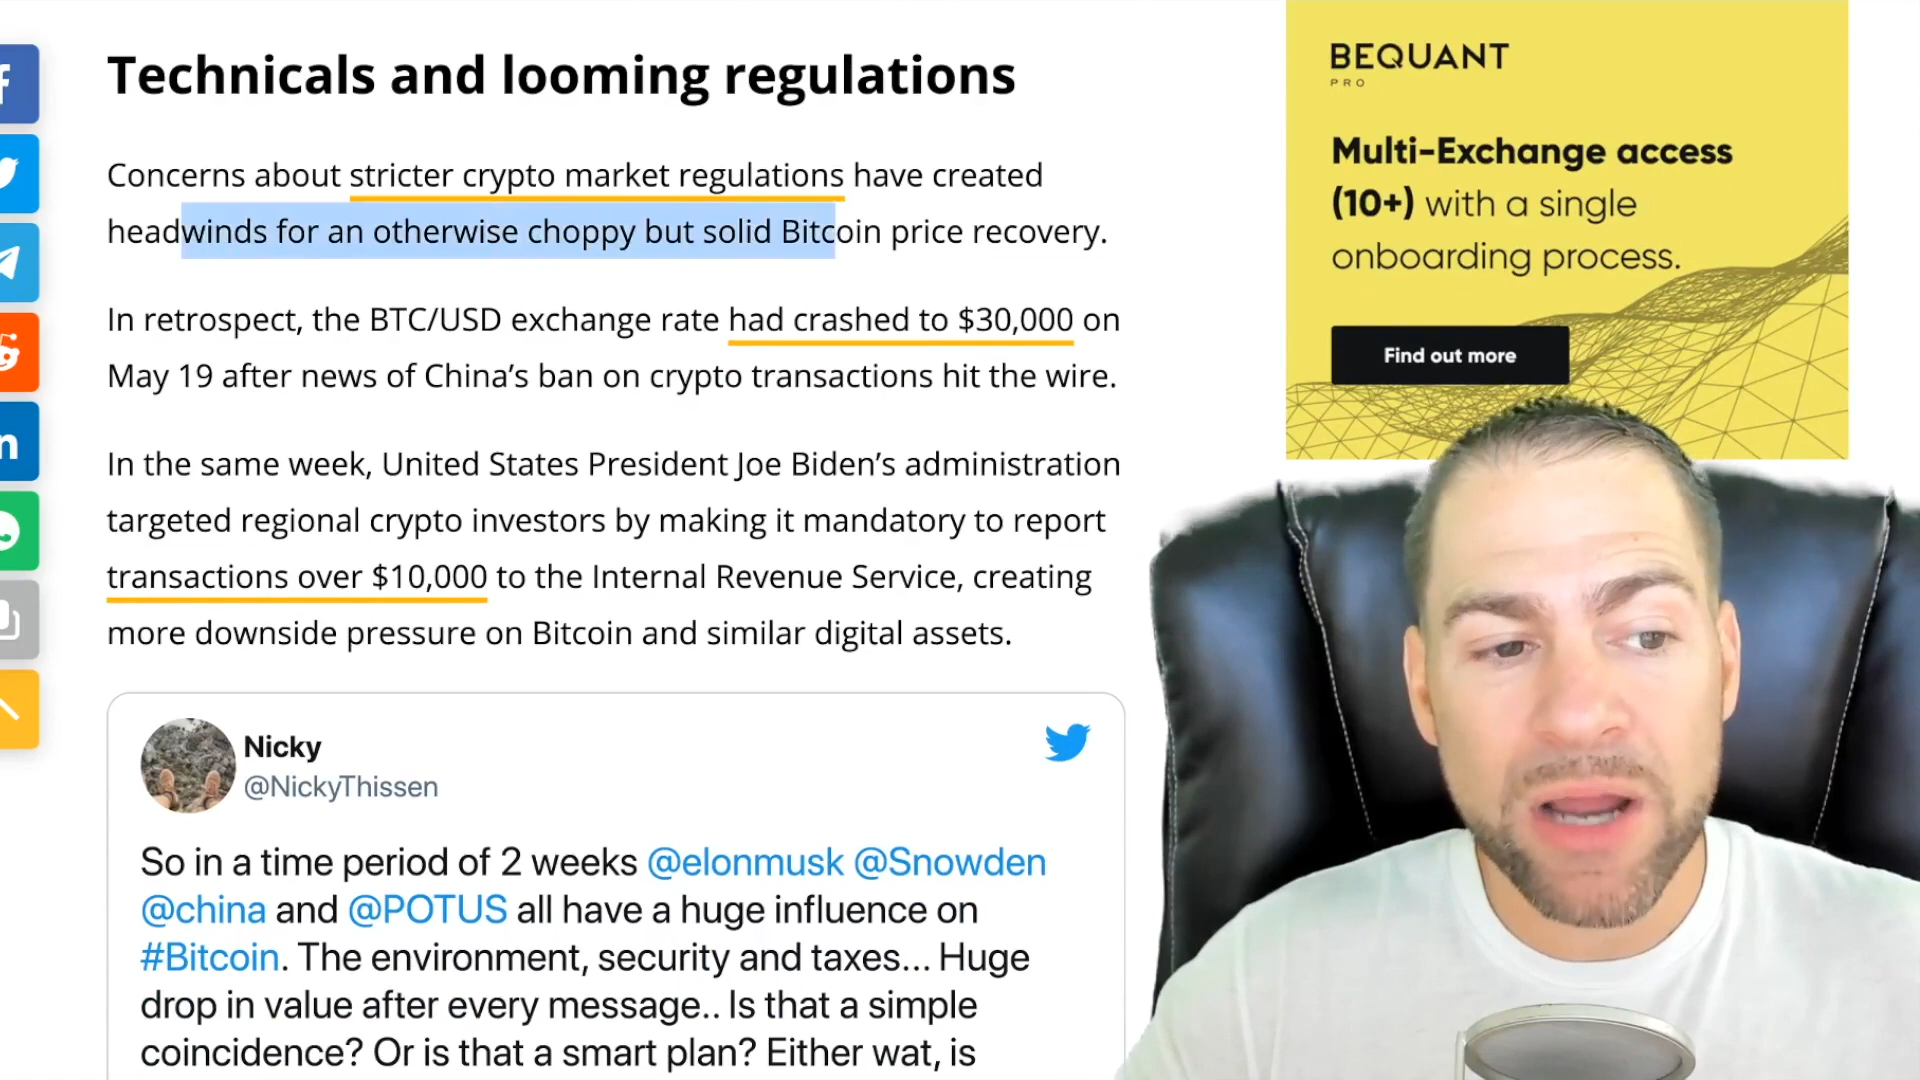 Technicals and looming regulations
Concerns about stricter crypto market regulations have created
headwinds for an otherwise choppy but solid Bitcoin price recovery.
In retrospect, the BTC/USD exchange rate had crashed to $30,000 on
May 19 after news of China’s ban on crypto transactions hit the wire.
In the same week, United States President Joe Biden’s administration
targeted regional crypto investors by making it mandatory to report
transactions over $10,000 to the Internal Revenue Service, creating
more downside pressure on Bitcoin and similar digital assets.
Nicky
@NickyThissen
So in a time period of 2 weeks @elonmusk @Snowden
@china and @POTUS all have a huge influence on
#Bitcoin. The environment, security and taxes... Huge
drop in value after every message.. Is that a simple
coincidence? Or is that a smart plan? Either wat, is
BEQUANT
PRO
Multi-Exchange access
(10+) with a single
onboarding process.
Find out more